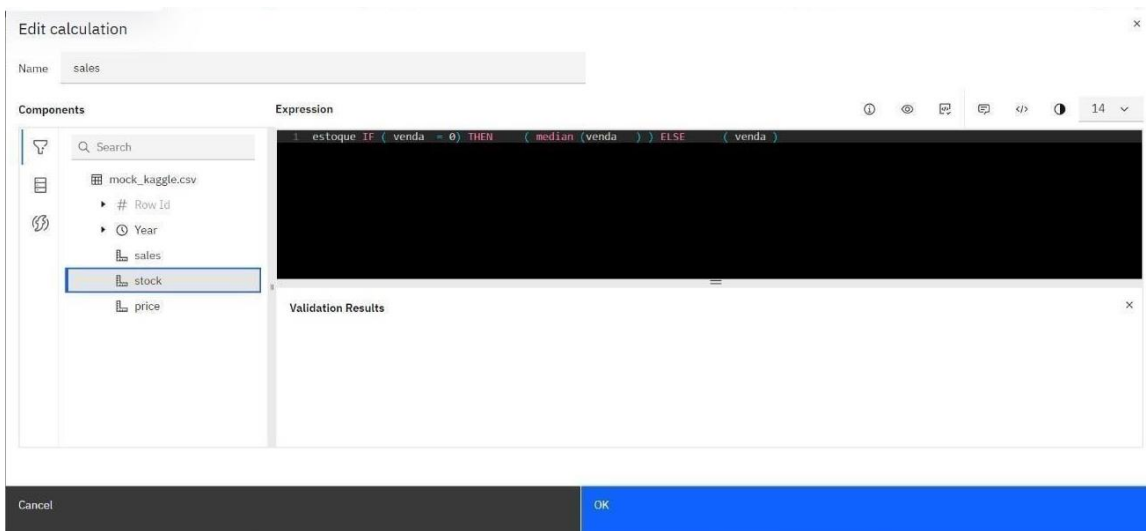 Edit calculation
Name sales
Components
Expression
14
Search
mock_kaggle.csv
# Row Id
Year
sales
stock
price
1 estoque IF ( venda = 0) THEN ( median (venda ) ) ELSE ( venda )
Validation Results
Cancel
OK